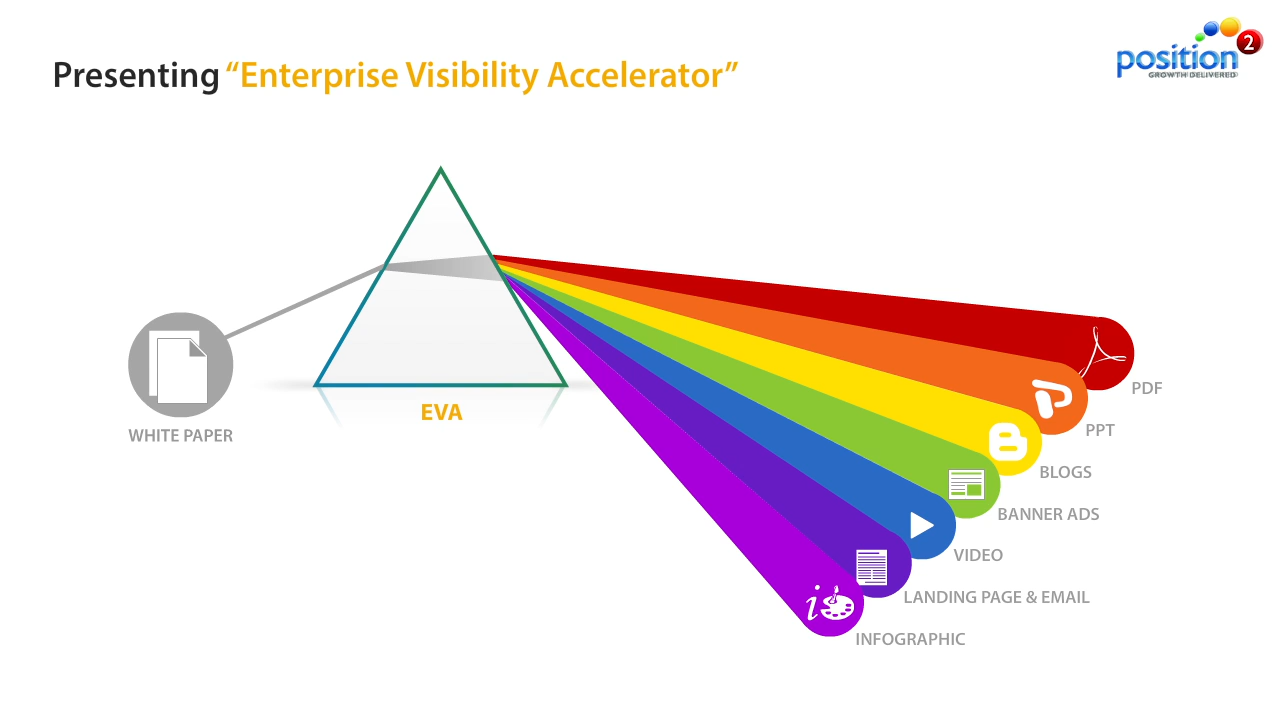 Presenting “Enterprise Visibility Accelerator”
position 2
GROWTH DELIVERED
WHITE PAPER
EVA
PDF
PPT
BLOGS
BANNER ADS
VIDEO
LANDING PAGE & EMAIL
INFOGRAPHIC